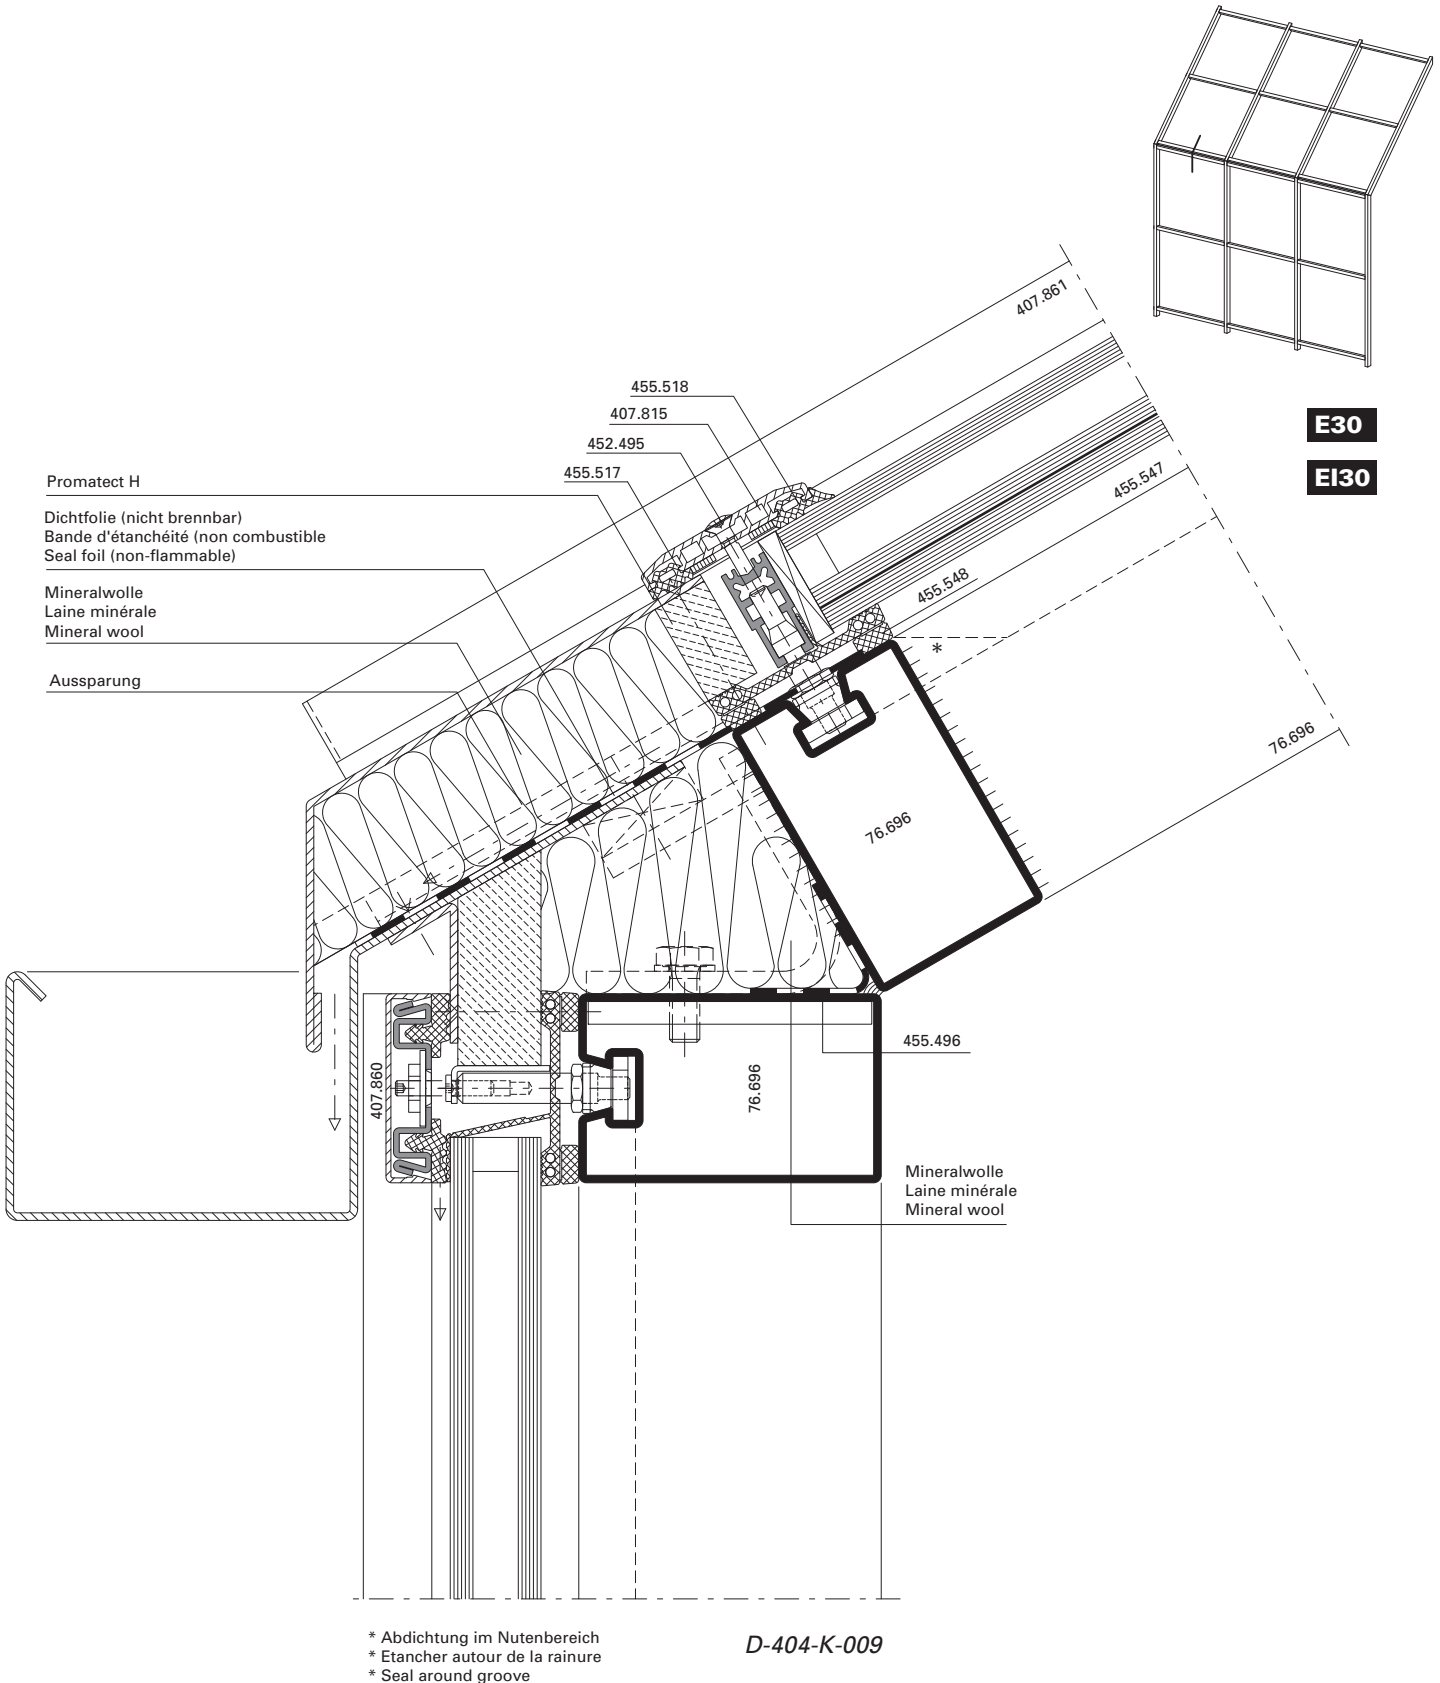 407.861
455.518
407.815
452.495
455.517
E30
EI30
455.547
Promatect H
Dichtfolie (nicht brennbar)
Bande d'étanchéité (non combustible
Seal foil (non-flammable)
Mineralwolle
Laine minérale
Mineral wool
Aussparung
455.548
*
76.696
76.696
455.496
407.860
76.696
Mineralwolle
Laine minérale
Mineral wool
* Abdichtung im Nutenbereich
* Etancher autour de la rainure
* Seal around groove
D-404-K-009